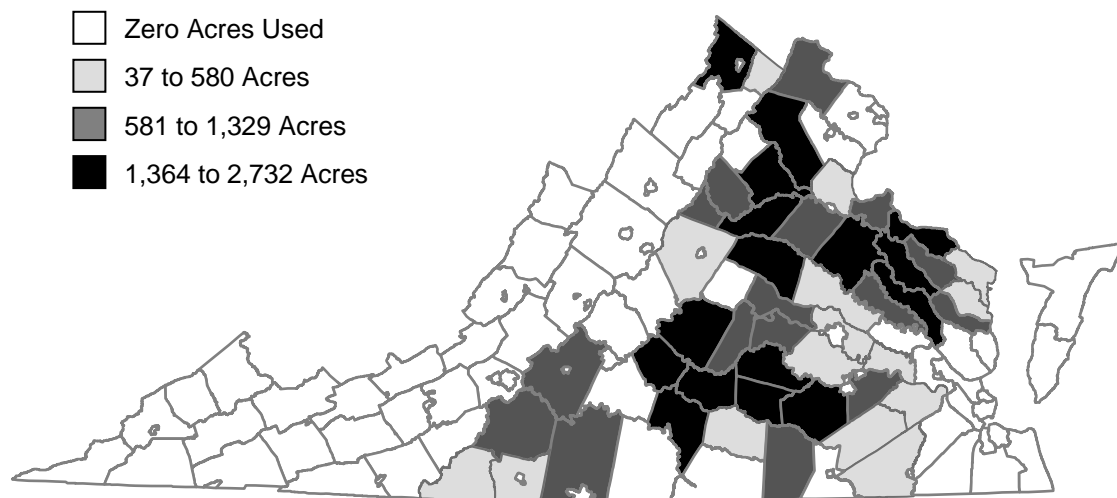 Zero Acres Used
37 to 580 Acres
581 to 1,329 Acres
1,364 to 2,732 Acres